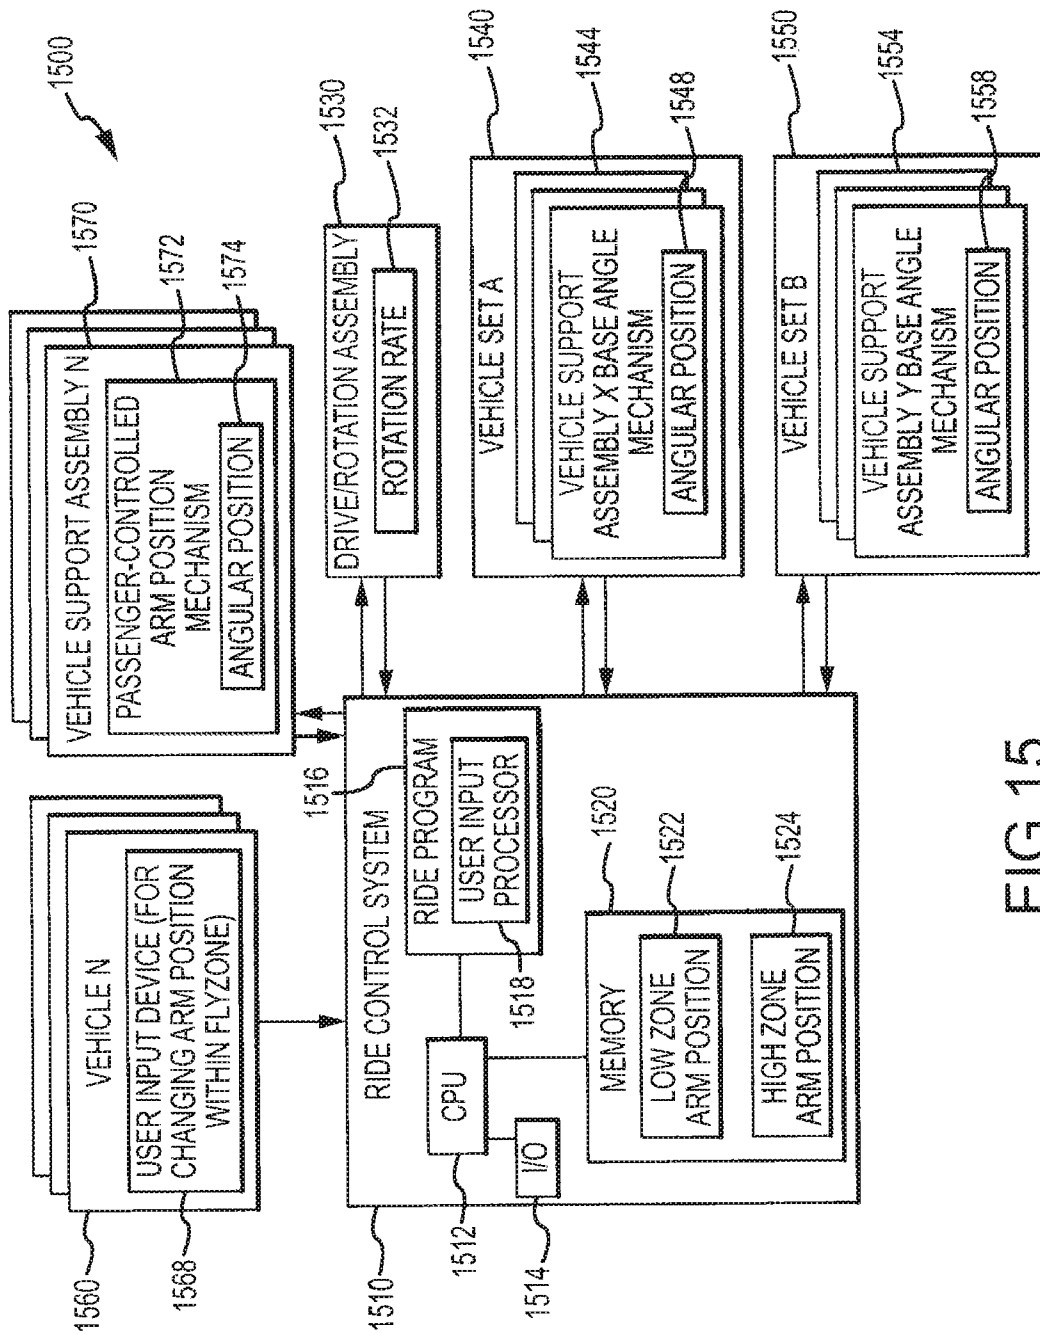 1500
VEHICLE N
USER INPUT DEVICE (FOR
CHANGING ARM POSITION
WITHIN FLYZONE)
1560
1568
VEHICLE SUPPORT ASSEMBLY N
PASSENGER-CONTROLLED
ARM POSITION
MECHANISM
ANGULAR POSITION
1570
1572
1574
RIDE CONTROL SYSTEM
1510
CPU
1512
I/O
1514
RIDE PROGRAM
1516
USER INPUT
PROCESSOR
1518
MEMORY
1520
LOW ZONE
ARM POSITION
1522
HIGH ZONE
ARM POSITION
1524
DRIVE/ROTATION ASSEMBLY
ROTATION RATE
1530
1532
VEHICLE SET A
VEHICLE SUPPORT
ASSEMBLY X BASE ANGLE
MECHANISM
ANGULAR POSITION
1540
1544
1548
VEHICLE SET B
VEHICLE SUPPORT
ASSEMBLY Y BASE ANGLE
MECHANISM
ANGULAR POSITION
1550
1554
1558
FIG.15